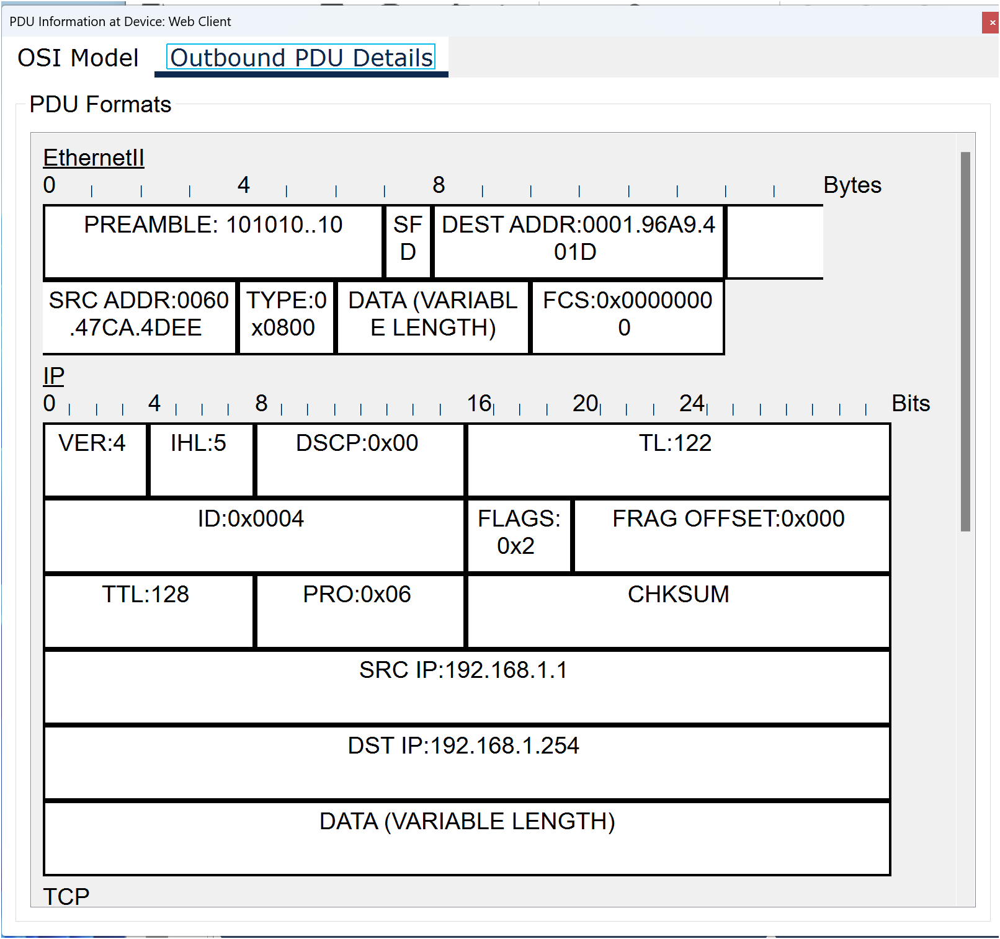 PDU Information at Device: Web Client
x
OSI Model
Outbound PDU Details
PDU Formats
EthernetII
0 4 8 Bytes
PREAMBLE: 101010..10
SF
D
DEST ADDR:0001.96A9.4
01D
SRC ADDR:0060
.47CA.4DEE
TYPE:0
x0800
DATA (VARIABL
E LENGTH)
FCS:0x0000000
0
IP
0 4 8 16 20 24 Bits
VER:4
IHL:5
DSCP:0x00
TL:122
ID:0x0004
FLAGS:
0x2
FRAG OFFSET:0x000
TTL:128
PRO:0x06
CHKSUM
SRC IP:192.168.1.1
DST IP:192.168.1.254
DATA (VARIABLE LENGTH)
TCP